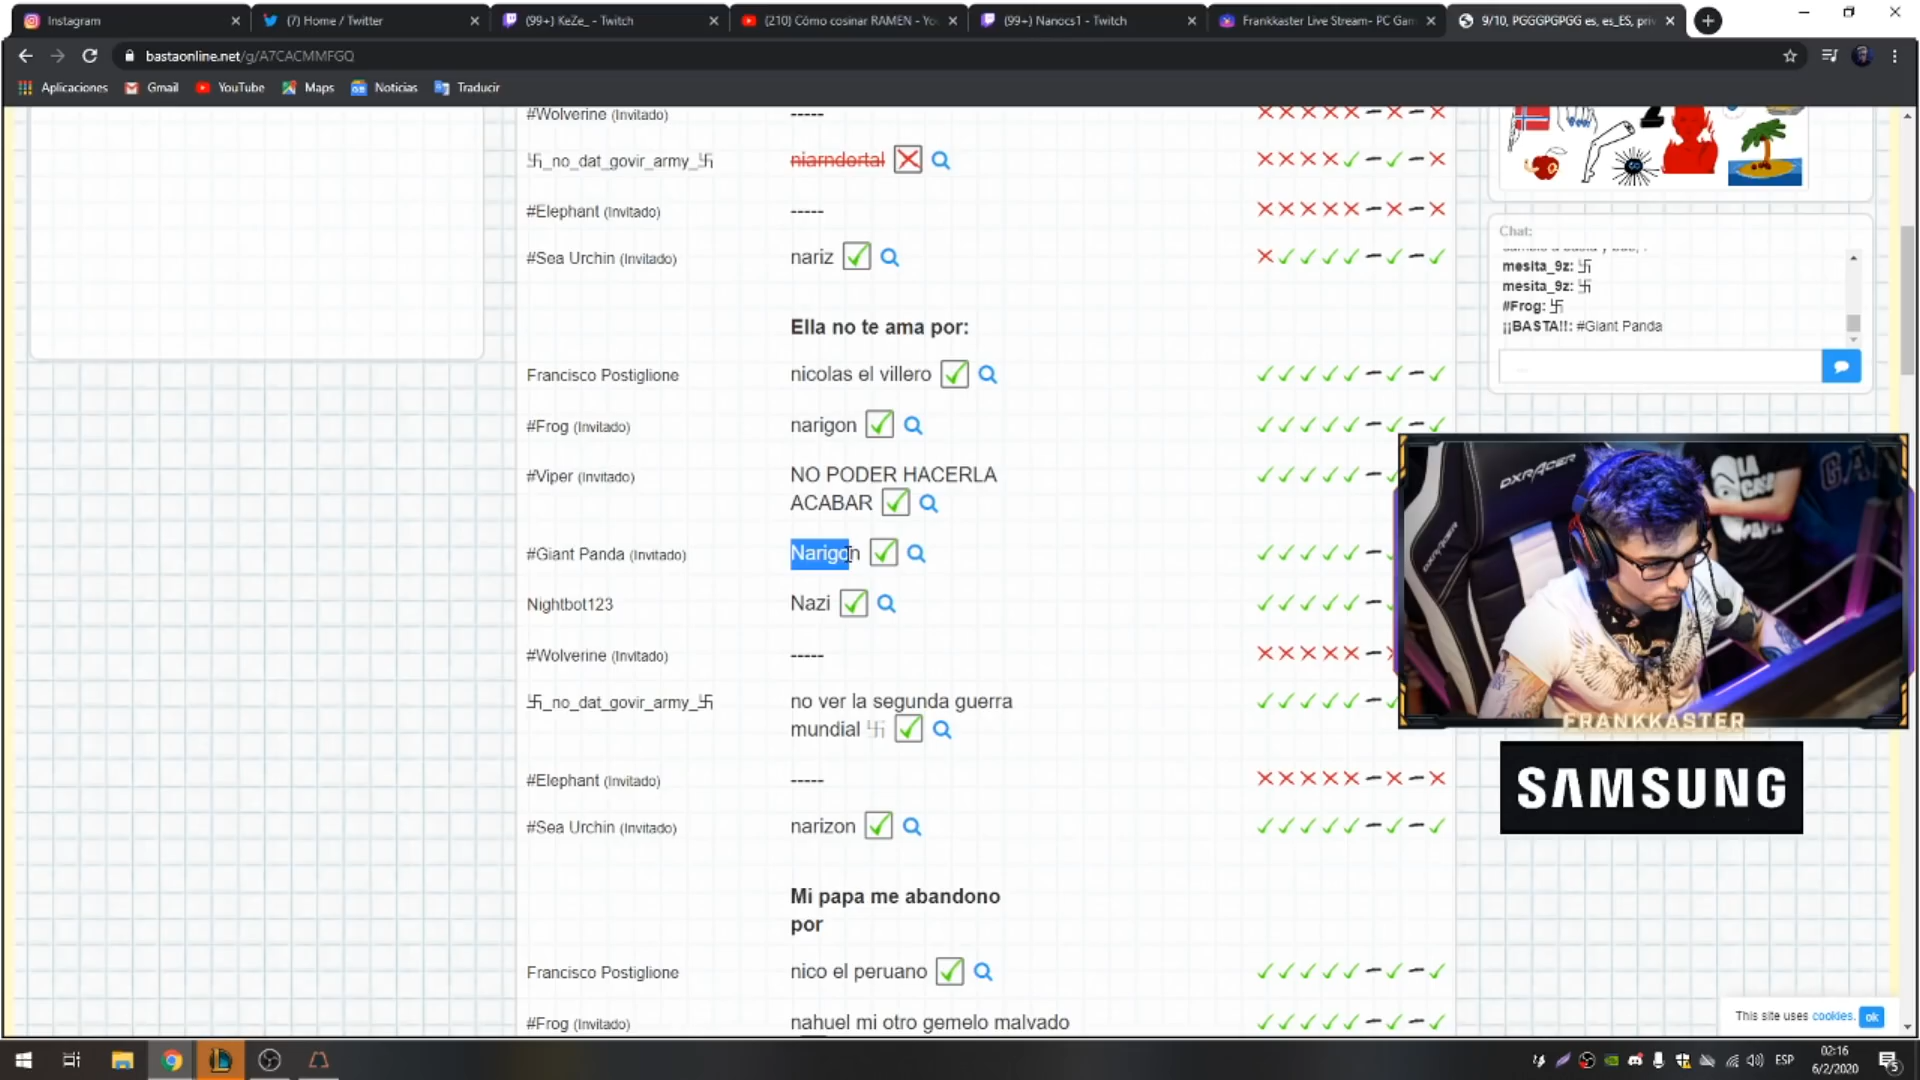 Instagram
(7) Home / Twitter
(99+) KeZe_ - Twitch
(210) Cómo cosinar RAMEN - Yo
(99+) Nanocs1 - Twitch
Frankkaster Live Stream- PC Gam
9/10, PGGGPGPGG es, es_ES, pri
bastaonline.net/g/A7CACMMFGQ
Aplicaciones
Gmail
YouTube
Maps
Noticias
Traducir
#Wolverine (Invitado)
-----
卐_no_dat_govir_army_卐
niarndortal
#Elephant (Invitado)
-----
#Sea Urchin (Invitado)
nariz
Ella no te ama por:
Francisco Postiglione
nicolas el villero
#Frog (Invitado)
narigon
#Viper (Invitado)
NO PODER HACERLA
ACABAR
#Giant Panda (Invitado)
Narigon
Nightbot123
Nazi
#Wolverine (Invitado)
-----
卐_no_dat_govir_army_卐
no ver la segunda guerra
mundial 卐
#Elephant (Invitado)
-----
#Sea Urchin (Invitado)
narizon
Mi papa me abandono
por
Francisco Postiglione
nico el peruano
#Frog (Invitado)
nahuel mi otro gemelo malvado
Chat:
mesita_9z: 卐
mesita_9z: 卐
#Frog: 卐
¡¡BASTA!!: #Giant Panda
DXRACER
LA
CASA
PAPEL
FRANKKASTER
SAMSUNG
This site uses cookies.
ok
ESP
02:16
6/2/2020
5